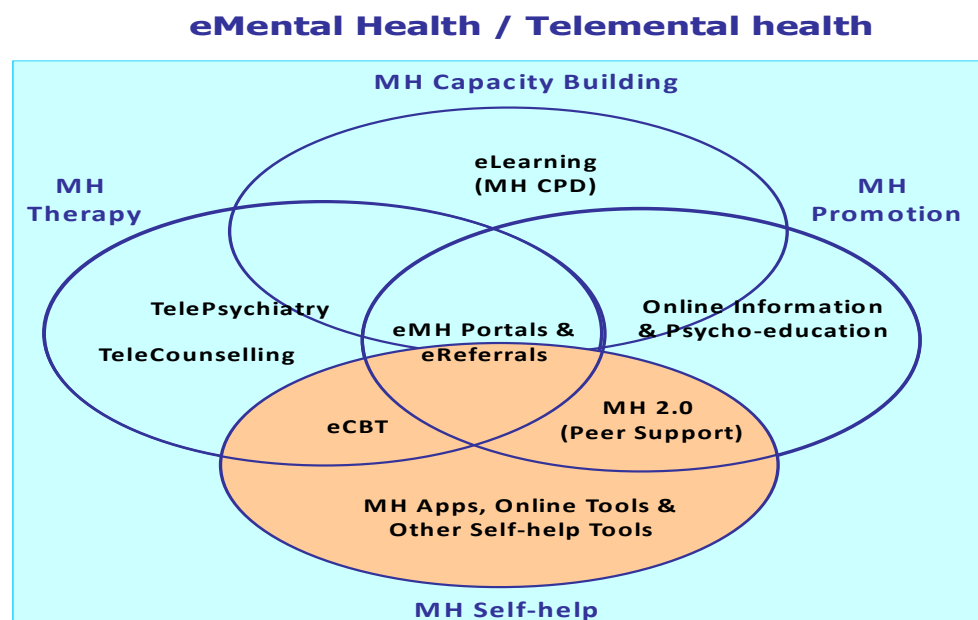 eMental Health / Telemental health
MH Capacity Building
eLearning
(MH CPD)
MH
Therapy
MH
Promotion
TelePsychiatry
TeleCounselling
Online Information
& Psycho-education
eMH Portals &
eReferrals
eCBT
MH 2.0
(Peer Support)
MH Apps, Online Tools &
Other Self-help Tools
MH Self-help